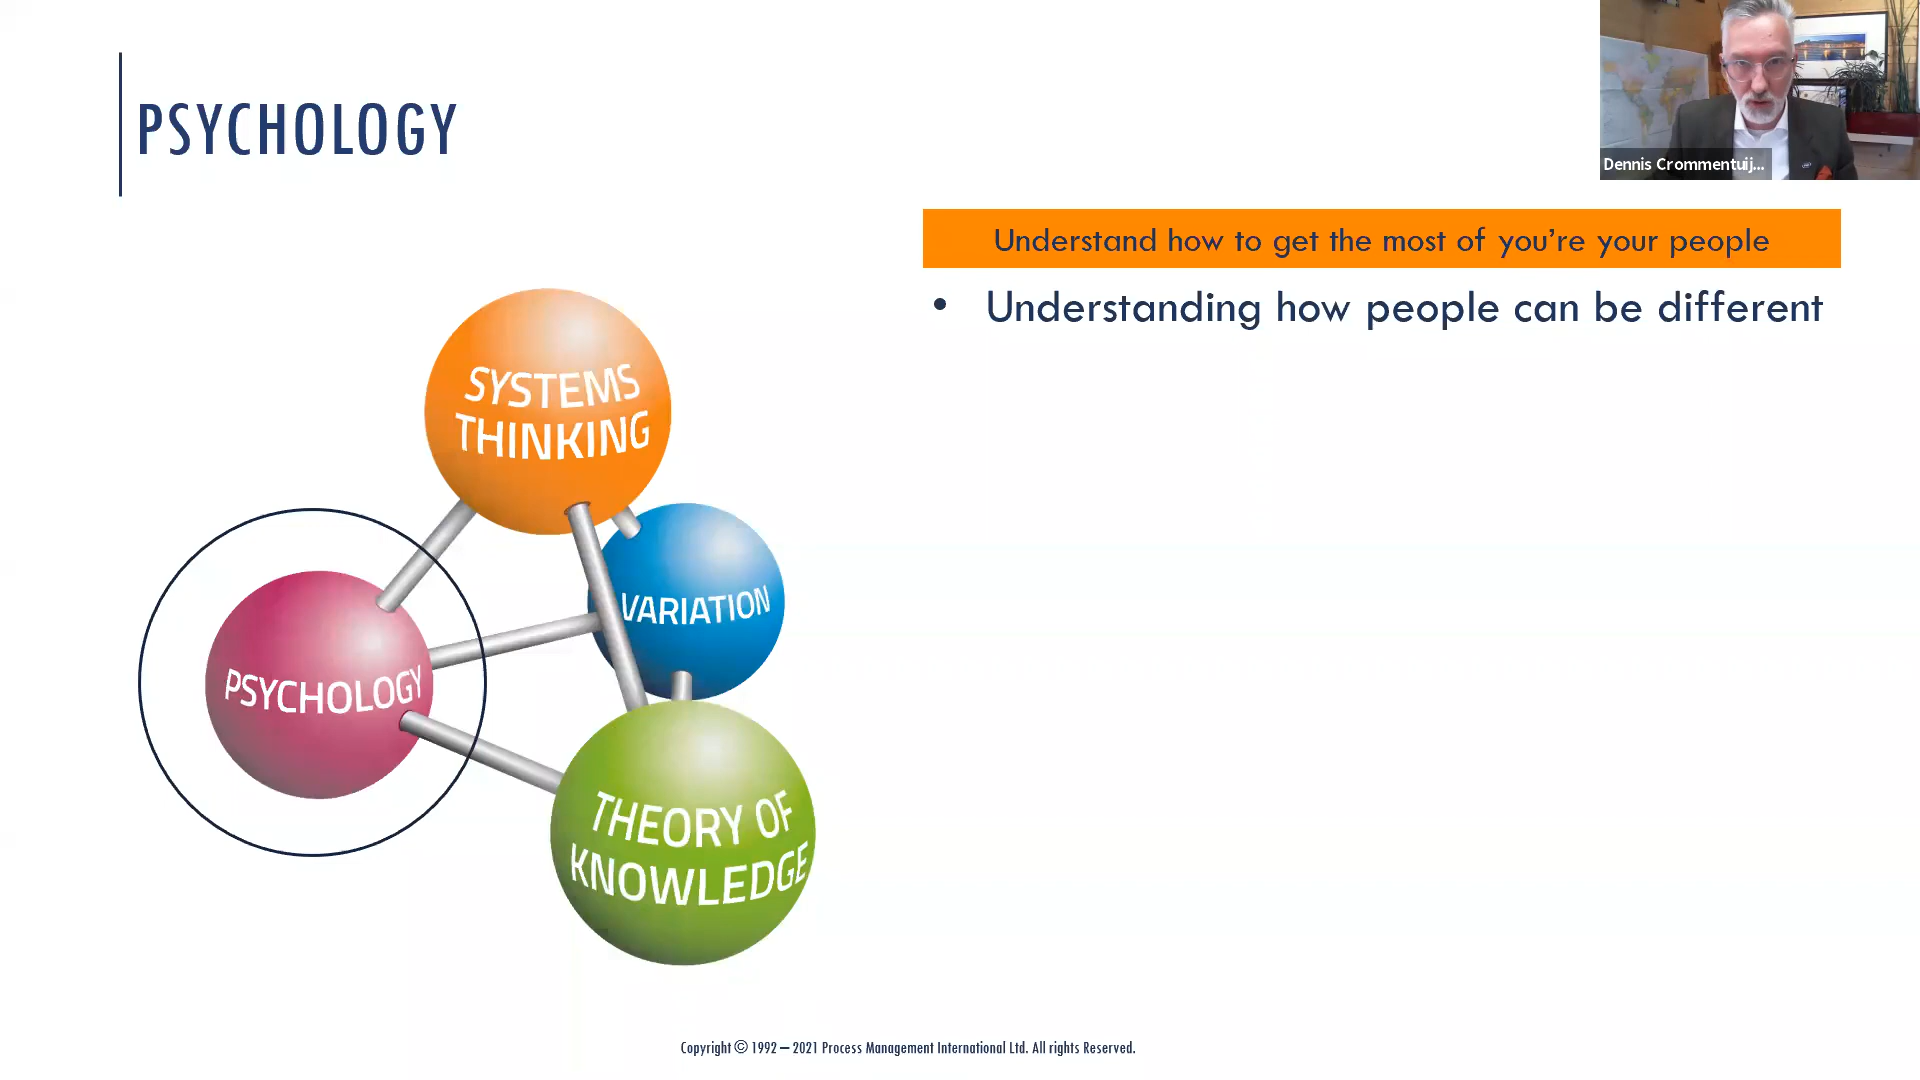 PSYCHOLOGY
Dennis Crommentuij...
Understand how to get the most of you’re your people
• Understanding how people can be different
SYSTEMS
THINKING
VARIATION
PSYCHOLOGY
THEORY OF
KNOWLEDGE
Copyright © 1992 – 2021 Process Management International Ltd. All rights Reserved.